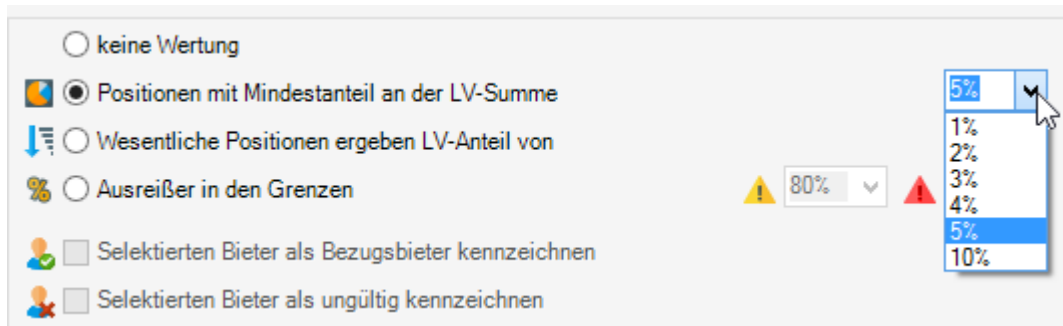 keine Wertung
Positionen mit Mindestanteil an der LV-Summe 5%
1%
Wesentliche Positionen ergeben LV-Anteil von
2%
3%
Ausreißer in den Grenzen 80%
4%
5%
Selektierten Bieter als Bezugsbieter kennzeichnen
10%
Selektierten Bieter als ungültig kennzeichnen